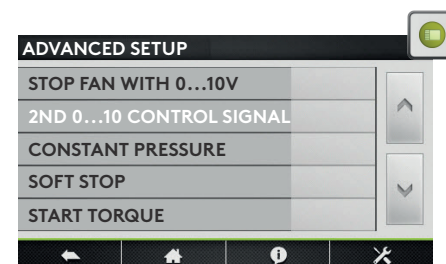 ADVANCED SETUP
STOP FAN WITH 0...10V
2ND 0...10 CONTROL SIGNAL
CONSTANT PRESSURE
SOFT STOP
START TORQUE